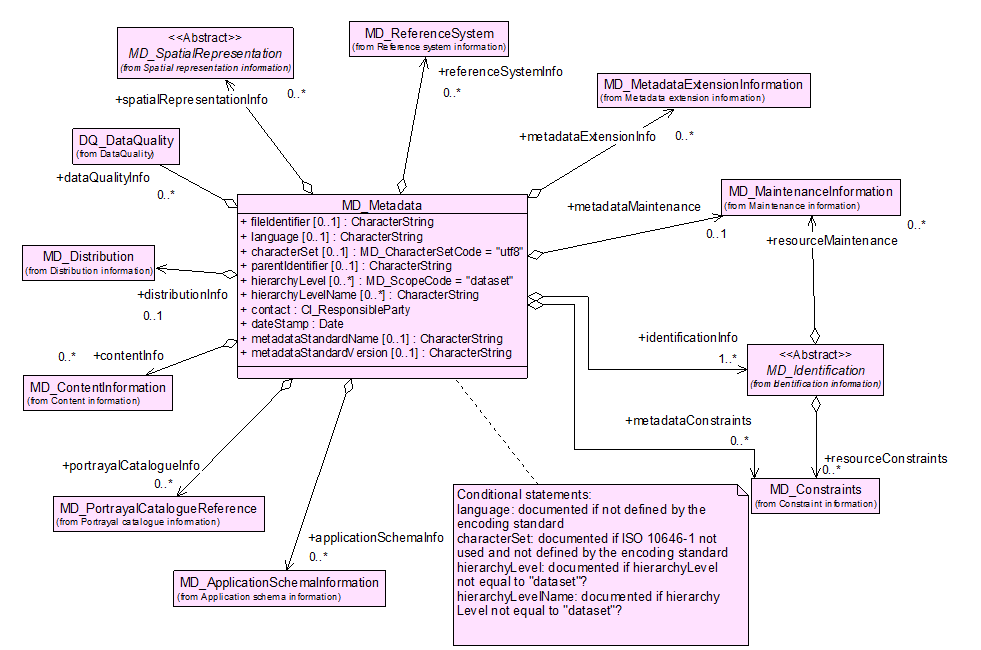 <<Abstract>>
MD_SpatialRepresentation
(from Spatial representation information)
+spatialRepresentationInfo
0..*
MD_ReferenceSystem
(from Reference system information)
+referenceSystemInfo
0..*
MD_MetadataExtensionInformation
(from Metadata extension information)
+metadataExtensionInfo
0..*
DQ_DataQuality
(from DataQuality)
+dataQualityInfo
0..*
MD_MaintenanceInformation
(from Maintenance information)
+metadataMaintenance
0..1
0..*
+resourceMaintenance
MD_Metadata
+ fileIdentifier [0..1] : CharacterString
+ language [0..1] : CharacterString
+ characterSet [0..1] : MD_CharacterSetCode = "utf8"
+ parentIdentifier [0..1] : CharacterString
+ hierarchyLevel [0..*] : MD_ScopeCode = "dataset"
+ hierarchyLevelName [0..*] : CharacterString
+ contact : CI_ResponsibleParty
+ dateStamp : Date
+ metadataStandardName [0..1] : CharacterString
+ metadataStandardVersion [0..1] : CharacterString
MD_Distribution
(from Distribution information)
+distributionInfo
0..1
+contentInfo
0..*
MD_ContentInformation
(from Content information)
+identificationInfo
1..*
<<Abstract>>
MD_Identification
(from Identification information)
+metadataConstraints
0..*
+resourceConstraints
0..*
MD_Constraints
(from Constraint information)
+portrayalCatalogueInfo
0..*
MD_PortrayalCatalogueReference
(from Portrayal catalogue information)
+applicationSchemaInfo
0..*
MD_ApplicationSchemaInformation
(from Application schema information)
Conditional statements:
language: documented if not defined by the
encoding standard
characterSet: documented if ISO 10646-1 not
used and not defined by the encoding standard
hierarchyLevel: documented if hierarchyLevel
not equal to "dataset"?
hierarchyLevelName: documented if hierarchy
Level not equal to "dataset"?